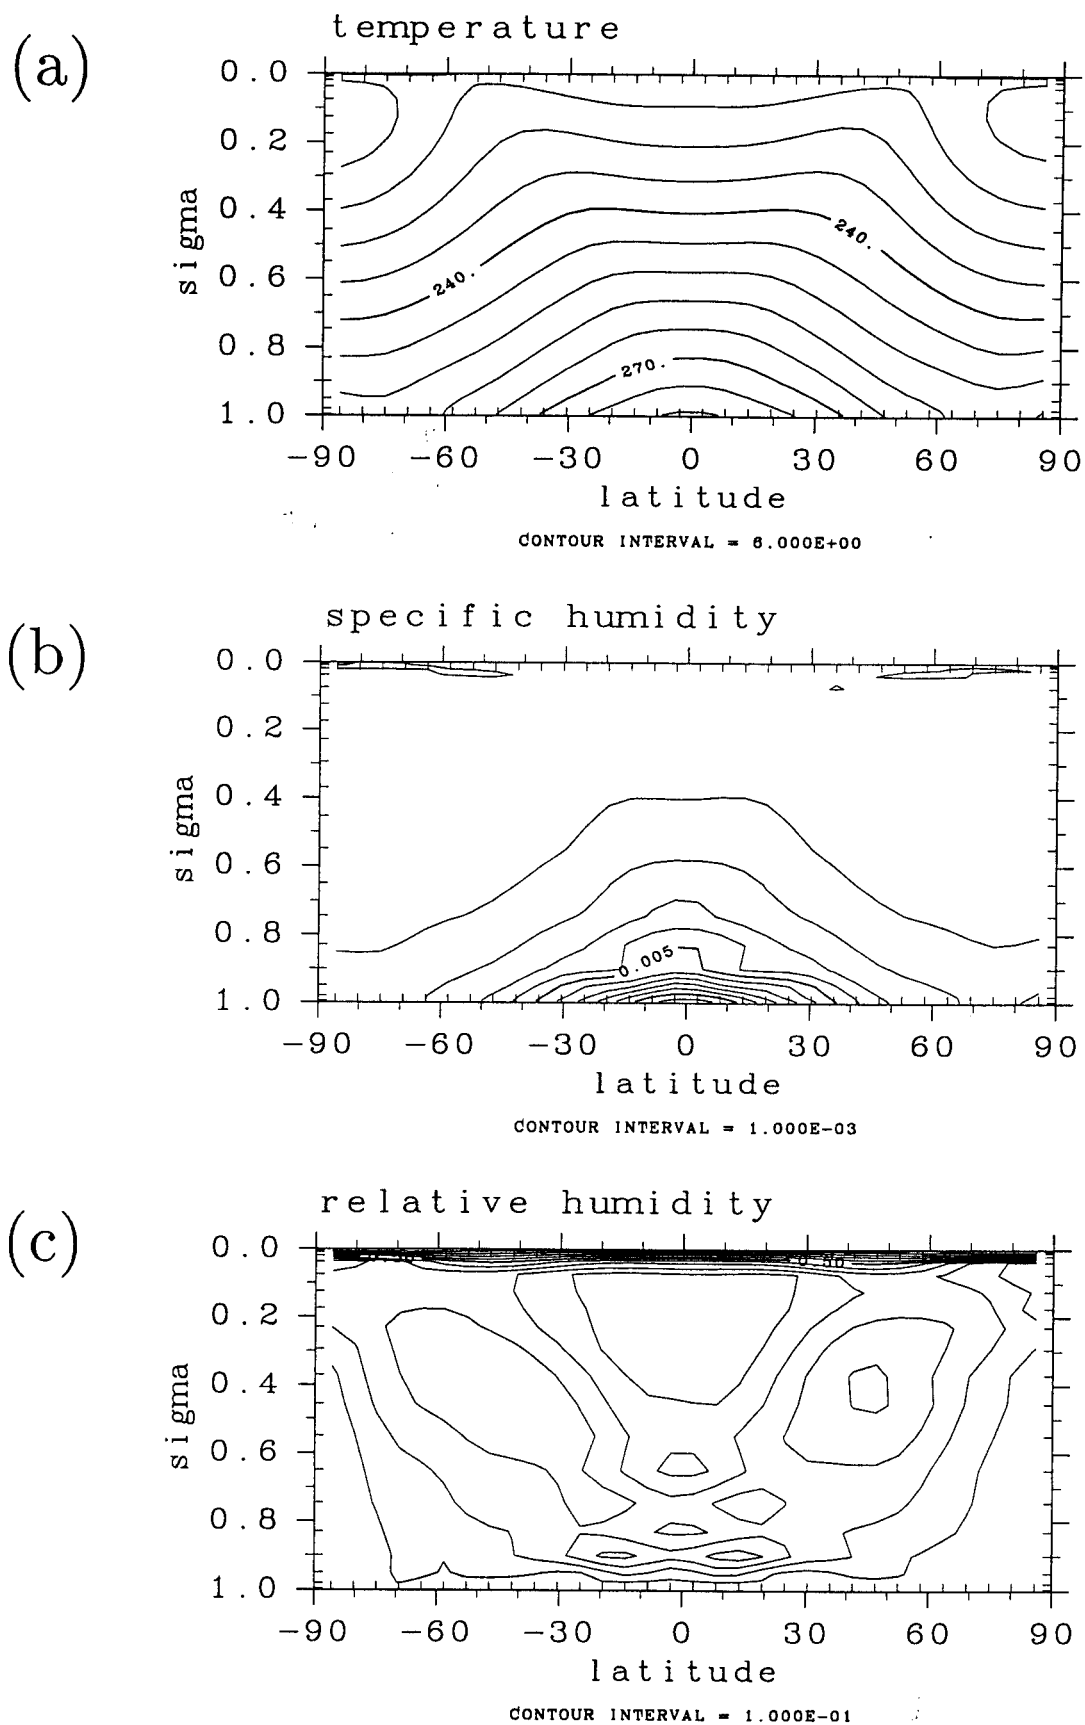 (a)
temperature
0.0
0.2
0.4
0.6
0.8
1.0
sigma
240.
240.
270.
-90 -60 -30 0 30 60 90
latitude
CONTOUR INTERVAL = 6.000E+00
(b)
specific humidity
0.0
0.2
0.4
0.6
0.8
1.0
sigma
0.005
-90 -60 -30 0 30 60 90
latitude
CONTOUR INTERVAL = 1.000E-03
(c)
relative humidity
0.0
0.2
0.4
0.6
0.8
1.0
sigma
-90 -60 -30 0 30 60 90
latitude
CONTOUR INTERVAL = 1.000E-01